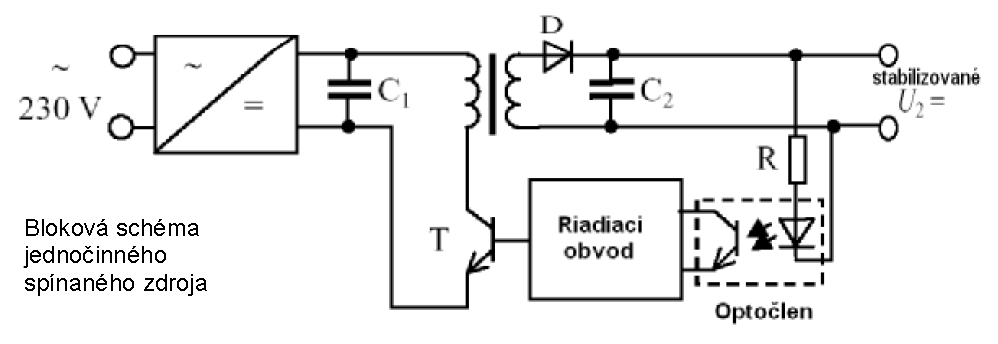 ~
230 V
~
=
C1
D
C2
stabilizované
U2 =
R
T
Riadiaci
obvod
Optočlen
Bloková schéma
jednočinného
spínaného zdroja